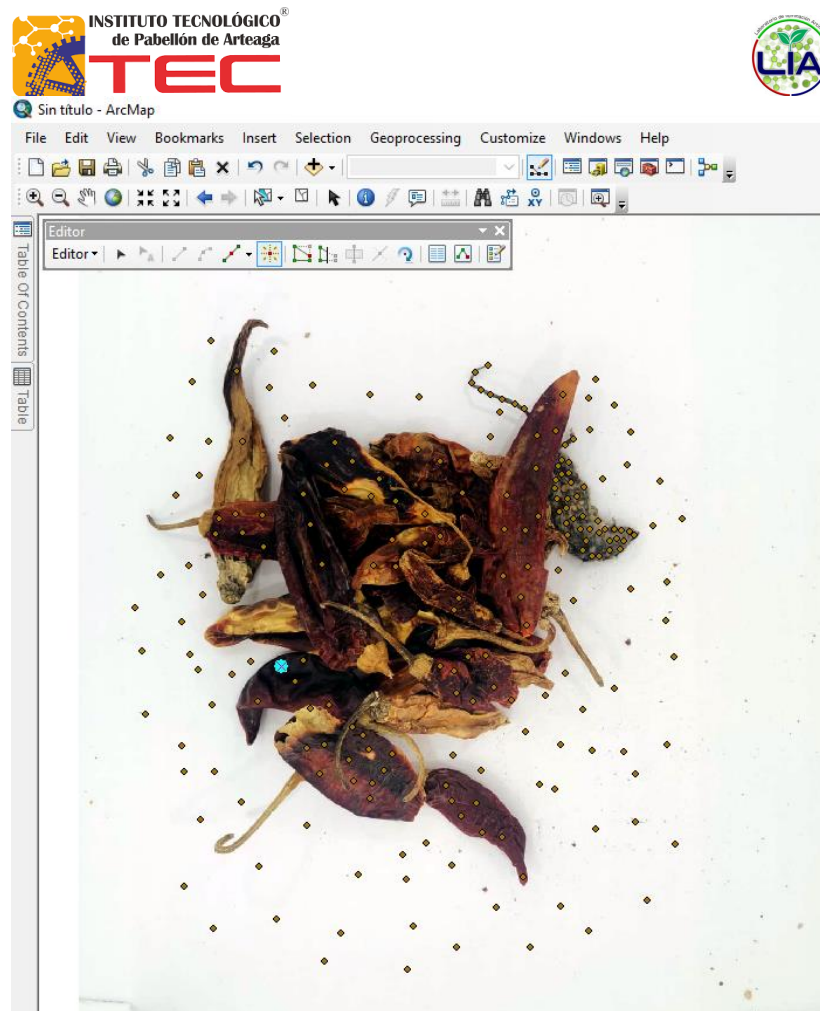 INSTITUTO TECNOLÓGICO®
de Pabellón de Arteaga
TEC
LIA
Sin título - ArcMap
File Edit View Bookmarks Insert Selection Geoprocessing Customize Windows Help
XY
Editor
Editor
Table Of Contents
Table